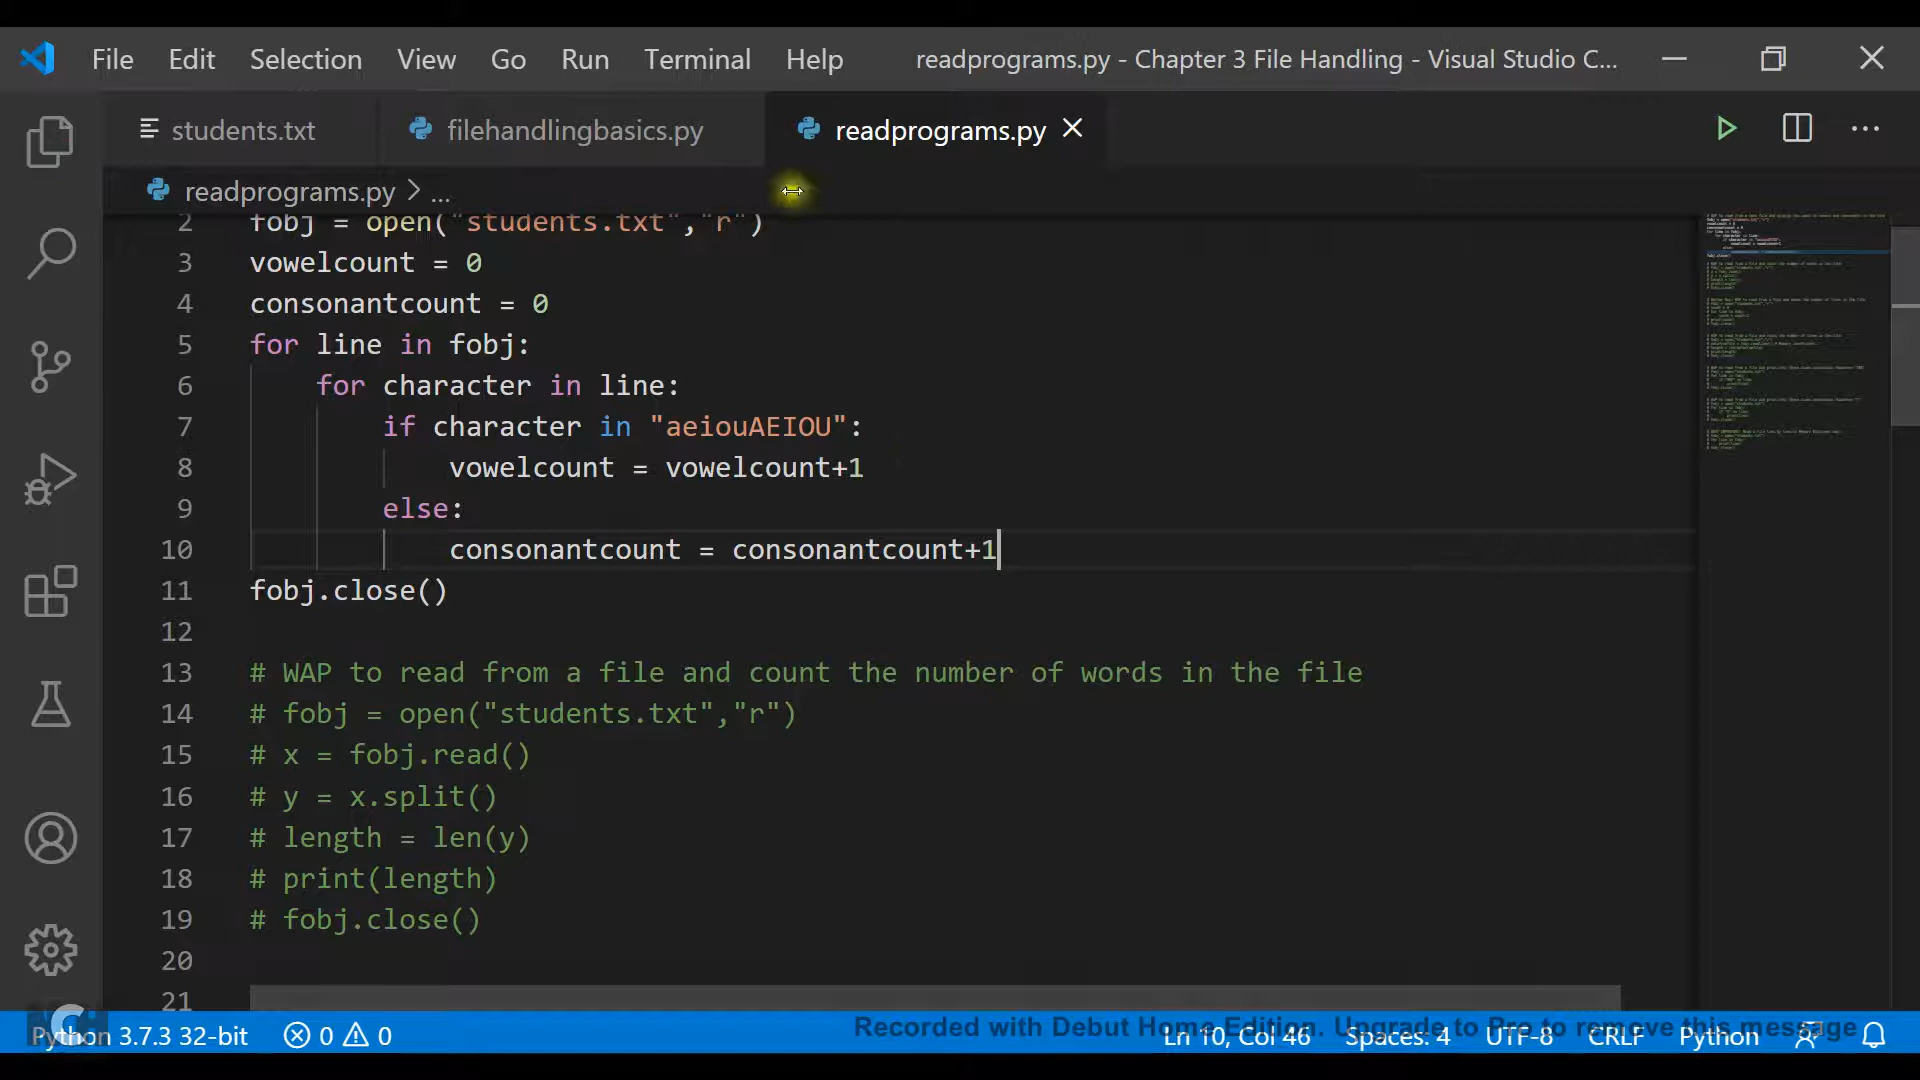 File Edit Selection View Go Run Terminal Help readprograms.py - Chapter 3 File Handling - Visual Studio C...
students.txt filehandlingbasics.py readprograms.py
readprograms.py > ...
2 fobj = open("students.txt","r")
3 vowelcount = 0
4 consonantcount = 0
5 for line in fobj:
6 for character in line:
7 if character in "aeiouAEIOU":
8 vowelcount = vowelcount+1
9 else:
10 consonantcount = consonantcount+1
11 fobj.close()
12
13 # WAP to read from a file and count the number of words in the file
14 # fobj = open("students.txt","r")
15 # x = fobj.read()
16 # y = x.split()
17 # length = len(y)
18 # print(length)
19 # fobj.close()
20
21
Recorded with Debut Home Edition. Upgrade to Pro to remove this message
Python 3.7.3 32-bit 0 0 Ln 10, Col 46 Spaces: 4 UTF-8 CRLF Python